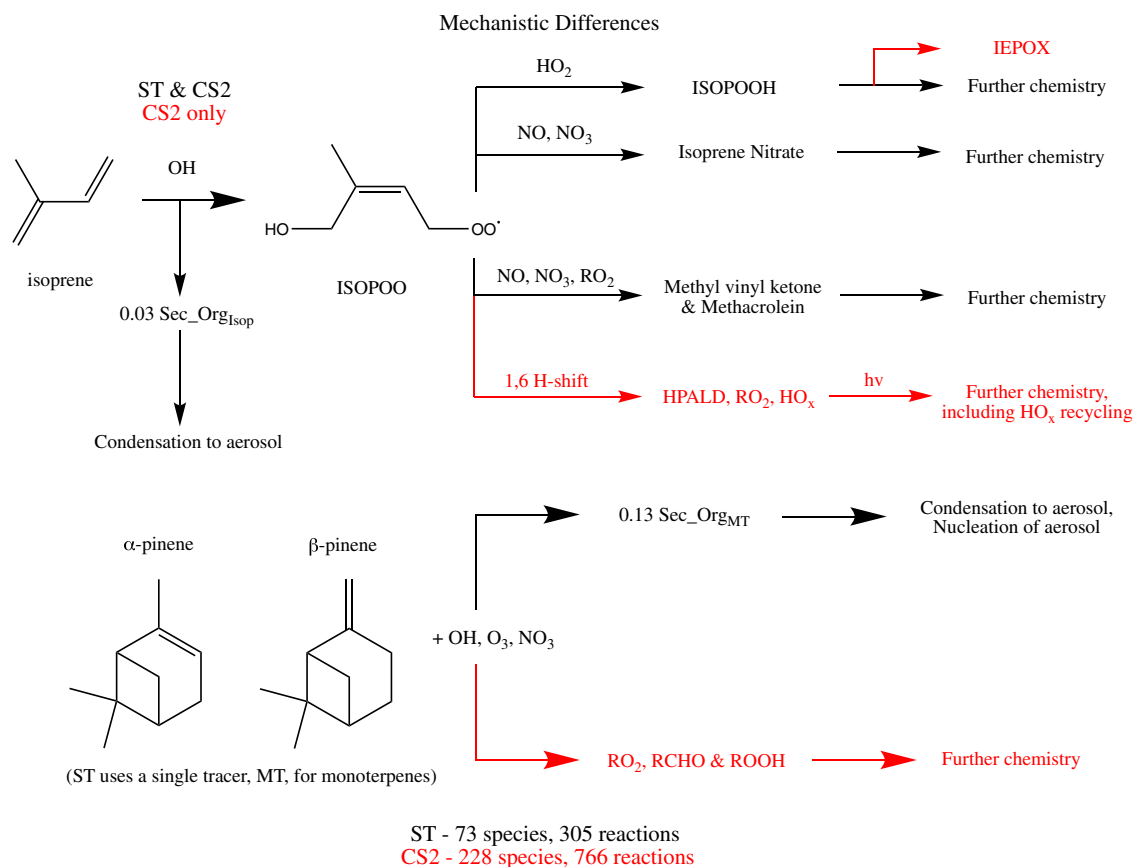 Mechanistic Differences
ST & CS2
CS2 only
HO₂
ISOPOOH
IEPOX
Further chemistry
OH
NO, NO₃
Isoprene Nitrate
Further chemistry
HO
OO·
isoprene
ISOPOO
NO, NO₃, RO₂
Methyl vinyl ketone
& Methacrolein
Further chemistry
0.03 Sec_Org_Isop
1,6 H-shift
HPALD, RO₂, HOₓ
hv
Further chemistry,
including HOₓ recycling
Condensation to aerosol
0.13 Sec_Org_MT
Condensation to aerosol,
Nucleation of aerosol
α-pinene
β-pinene
+ OH, O₃, NO₃
RO₂, RCHO & ROOH
Further chemistry
(ST uses a single tracer, MT, for monoterpenes)
ST - 73 species, 305 reactions
CS2 - 228 species, 766 reactions